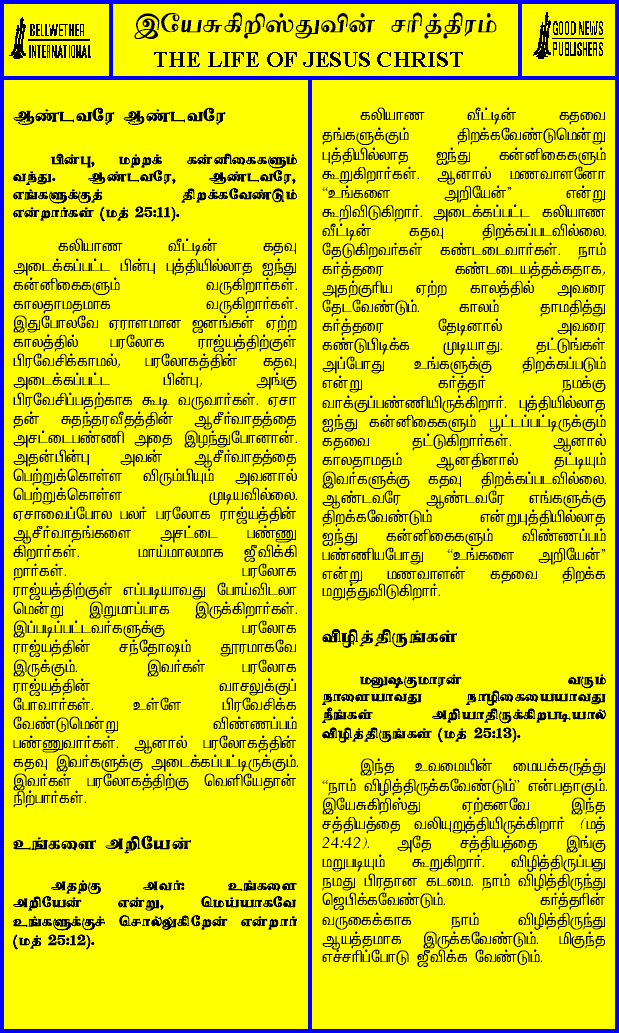 BELLWETHER
INTERNATIONAL
இயேசுகிறிஸ்துவின் சரித்திரம்
THE LIFE OF JESUS CHRIST
GOOD NEWS
PUBLISHERS
ஆண்டவரே ஆண்டவரே
பின்பு, மற்றக் கன்னிகைகளும்
வந்து. ஆண்டவரே, ஆண்டவரே,
எங்களுக்குத் திறக்கவேண்டும்
என்றார்கள் (மத் 25:11).
கலியாண வீட்டின் கதவு
அடைக்கப்பட்ட பின்பு புத்தியில்லாத ஐந்து
கன்னிகைகளும் வருகிறார்கள்.
காலதாமதமாக வருகிறார்கள்.
இதுபோலவே ஏராளமான ஜனங்கள் ஏற்ற
காலத்தில் பரலோக ராஜ்யத்திற்குள்
பிரவேசிக்காமல், பரலோகத்தின் கதவு
அடைக்கப்பட்ட பின்பு, அங்கு
பிரவேசிப்பதற்காக கூடி வருவார்கள். ஏசா
தன் சுதந்தரவீதத்தின் ஆசீர்வாதத்தை
அசட்டைபண்ணி அதை இழந்துபோனான்.
அதன்பின்பு அவன் ஆசீர்வாதத்தை
பெற்றுக்கொள்ள விரும்பியும் அவனால்
பெற்றுக்கொள்ள முடியவில்லை.
ஏசாவைப்போல பலர் பரலோக ராஜ்யத்தின்
ஆசீர்வாதங்களை அசட்டை பண்ணு
கிறார்கள். மாய்மாலமாக ஜீவிக்கி
றார்கள். பரலோக
ராஜ்யத்திற்குள் எப்படியாவது போய்விடலா
மென்று இறுமாப்பாக இருக்கிறார்கள்.
இப்படிப்பட்டவர்களுக்கு பரலோக
ராஜ்யத்தின் சந்தோஷம் தூரமாகவே
இருக்கும். இவர்கள் பரலோக
ராஜ்யத்தின் வாசலுக்குப்
போவார்கள். உள்ளே பிரவேசிக்க
வேண்டுமென்று விண்ணப்பம்
பண்ணுவார்கள். ஆனால் பரலோகத்தின்
கதவு இவர்களுக்கு அடைக்கப்பட்டிருக்கும்.
இவர்கள் பரலோகத்திற்கு வெளியேதான்
நிற்பார்கள்.
உங்களை அறியேன்
அதற்கு அவர்: உங்களை
அறியேன் என்று, மெய்யாகவே
உங்களுக்குச் சொல்லுகிறேன் என்றார்
(மத் 25:12).
கலியாண வீட்டின் கதவை
தங்களுக்கும் திறக்கவேண்டுமென்று
புத்தியில்லாத ஐந்து கன்னிகைகளும்
கூறுகிறார்கள். ஆனால் மணவாளனோ
“உங்களை அறியேன்” என்று
கூறிவிடுகிறார். அடைக்கப்பட்ட கலியாண
வீட்டின் கதவு திறக்கப்படவில்லை.
தேடுகிறவர்கள் கண்டடைவார்கள். நாம்
கர்த்தரை கண்டடையத்தக்கதாக,
அதற்குரிய ஏற்ற காலத்தில் அவரை
தேடவேண்டும். காலம் தாமதித்து
கர்த்தரை தேடினால் அவரை
கண்டுபிடிக்க முடியாது. தட்டுங்கள்
அப்போது உங்களுக்கு திறக்கப்படும்
என்று கர்த்தர் நமக்கு
வாக்குப்பண்ணியிருக்கிறார். புத்தியில்லாத
ஐந்து கன்னிகைகளும் பூட்டப்பட்டிருக்கும்
கதவை தட்டுகிறார்கள். ஆனால்
காலதாமதம் ஆனதினால் தட்டியும்
இவர்களுக்கு கதவு திறக்கப்படவில்லை.
ஆண்டவரே ஆண்டவரே எங்களுக்கு
திறக்கவேண்டும் என்றுபுத்தியில்லாத
ஐந்து கன்னிகைகளும் விண்ணப்பம்
பண்ணியபோது “உங்களை அறியேன்”
என்று மணவாளன் கதவை திறக்க
மறுத்துவிடுகிறார்.
விழித்திருங்கள்
மனுஷகுமாரன் வரும்
நாளையாவது நாழிகையையாவது
நீங்கள் அறியாதிருக்கிறபடியால்
விழித்திருங்கள் (மத் 25:13).
இந்த உவமையின் மையக்கருத்து
“நாம் விழித்திருக்கவேண்டும்” என்பதாகும்.
இயேசுகிறிஸ்து ஏற்கனவே இந்த
சத்தியத்தை வலியுறுத்தியிருக்கிறார் (மத்
24:42). அதே சத்தியத்தை இங்கு
மறுபடியும் கூறுகிறார். விழித்திருப்பது
நமது பிரதான கடமை. நாம் விழித்திருந்து
ஜெபிக்கவேண்டும். கர்த்தரின்
வருகைக்காக நாம் விழித்திருந்து
ஆயத்தமாக இருக்கவேண்டும். மிகுந்த
எச்சரிப்போடு ஜீவிக்க வேண்டும்.